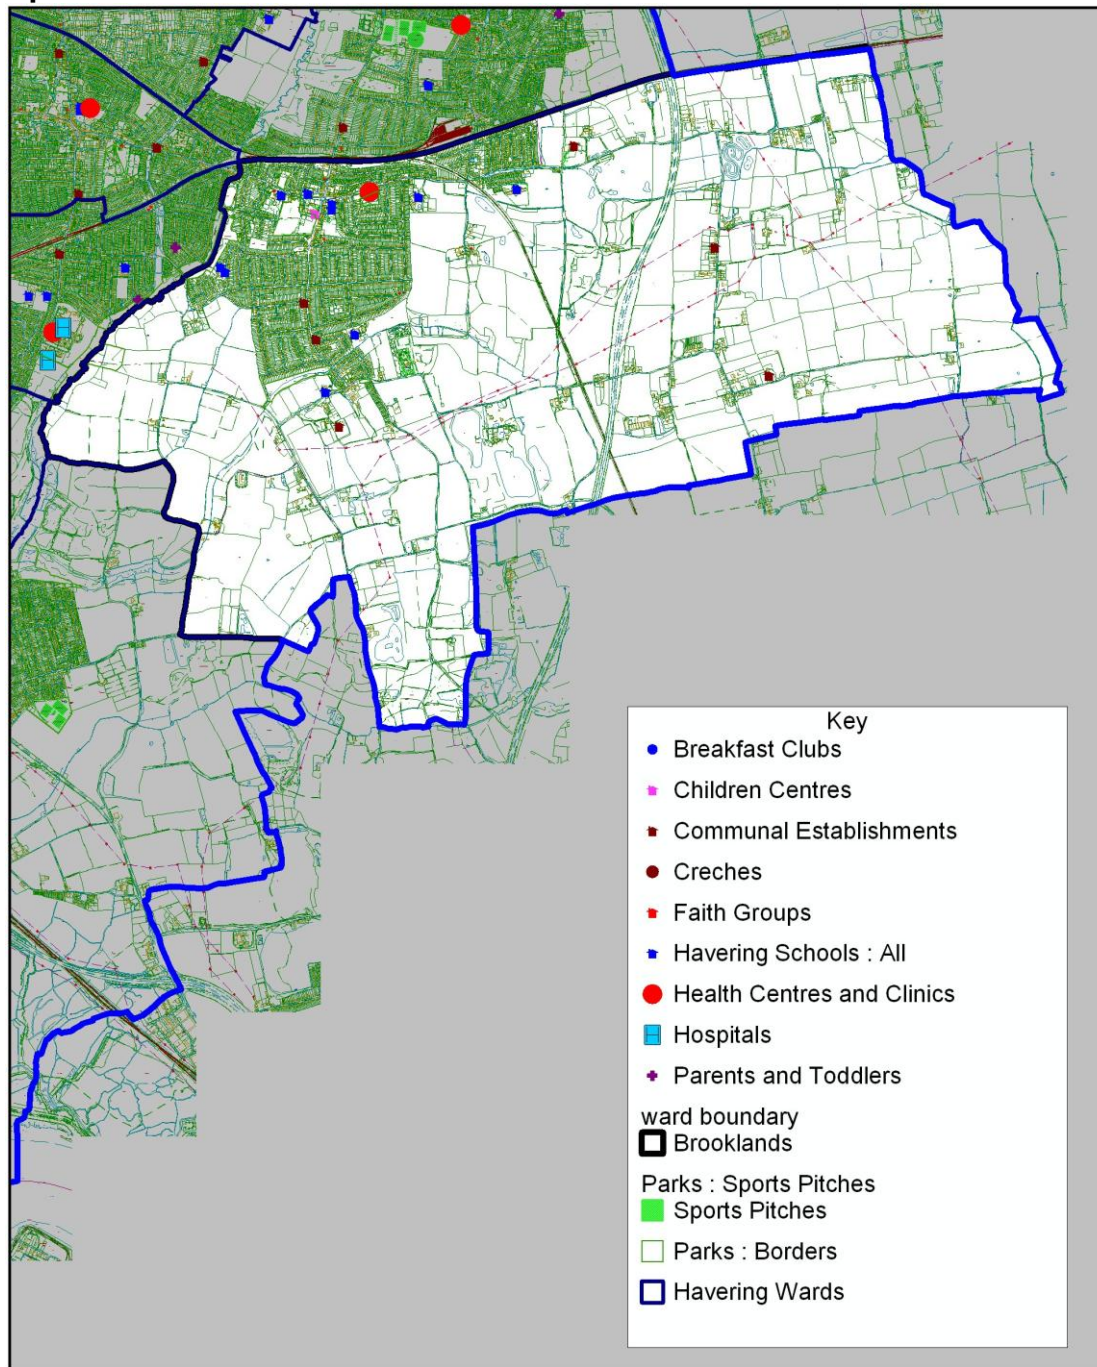 Key
Breakfast Clubs
Children Centres
Communal Establishments
Creches
Faith Groups
Havering Schools : All
Health Centres and Clinics
Hospitals
Parents and Toddlers
ward boundary
Brooklands
Parks : Sports Pitches
Sports Pitches
Parks : Borders
Havering Wards